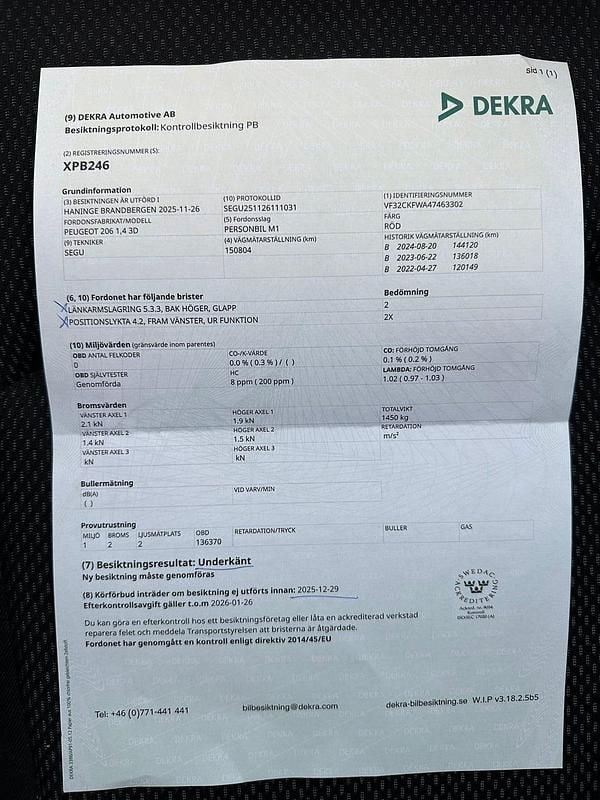 Sid 1 (1)
(9) DEKRA Automotive AB
Besiktningsprotokoll: Kontrollbesiktning PB
DEKRA
(2) REGISTRERINGSNUMMER (S):
XPB246
Grundinformation
(3) BESIKTNINGEN ÄR UTFÖRD I
HANINGE BRANDBERGEN 2025-11-26
FORDONSFABRIKAT/MODELL
PEUGEOT 206 1,4 3D
(9) TEKNIKER
SEGU
(10) PROTOKOLLID
SEGU251126111031
(5) Fordonsslag
PERSONBIL M1
(4) VÄGMÄTARSTÄLLNING (km)
150804
(1) IDENTIFIERINGSNUMMER
VF32CKFWA47463302
FÄRG
RÖD
HISTORIK VÄGMÄTARSTÄLLNING (km)
B 2024-08-20 144120
B 2023-06-22 136018
B 2022-04-27 120149
(6, 10) Fordonet har följande brister Bedömning
LÄNKARMSLAGRING 5.3.3, BAK HÖGER, GLAPP 2
POSITIONSLYKTA 4.2, FRAM VÄNSTER, UR FUNKTION 2X
(10) Miljövärden (gränsvärde inom parentes)
OBD ANTAL FELKODER
0
OBD SJÄLVTESTER
Genomförda
CO-/K-VÄRDE
0.0 % ( 0.3 % ) / ( )
HC
8 ppm ( 200 ppm )
CO: FÖRHÖJD TOMGÅNG
0.1 % ( 0.2 % )
LAMBDA: FÖRHÖJD TOMGÅNG
1.02 ( 0.97 - 1.03 )
Bromsvärden
VÄNSTER AXEL 1
2.1 kN
VÄNSTER AXEL 2
1.4 kN
VÄNSTER AXEL 3
kN
HÖGER AXEL 1
1.9 kN
HÖGER AXEL 2
1.5 kN
HÖGER AXEL 3
kN
TOTALVIKT
1450 kg
RETARDATION
m/s²
Bullermätning
dB(A)
( )
VID VARV/MIN
Provutrustning
MILJÖ BROMS LJUSMÄTPLATS OBD RETARDATION/TRYCK BULLER GAS
1 2 2 136370
(7) Besiktningsresultat: Underkänt
Ny besiktning måste genomföras
(8) Körförbud inträder om besiktning ej utförts innan: 2025-12-29
Efterkontrollsavgift gäller t.o.m 2026-01-26
Du kan göra en efterkontroll hos ett besiktningsföretag eller låta en ackrediterad verkstad
reparera felet och meddela Transportstyrelsen att bristerna är åtgärdade.
Fordonet har genomgått en kontroll enligt direktiv 2014/45/EU
SWEDAC
ACKREDITERING
Ackred. nr. 9094
Kontroll
ISO/IEC 17020 (A)
Tel: +46 (0)771-441 441 bilbesiktning@dekra.com dekra-bilbesiktning.se W.I.P v3.18.2.5b5